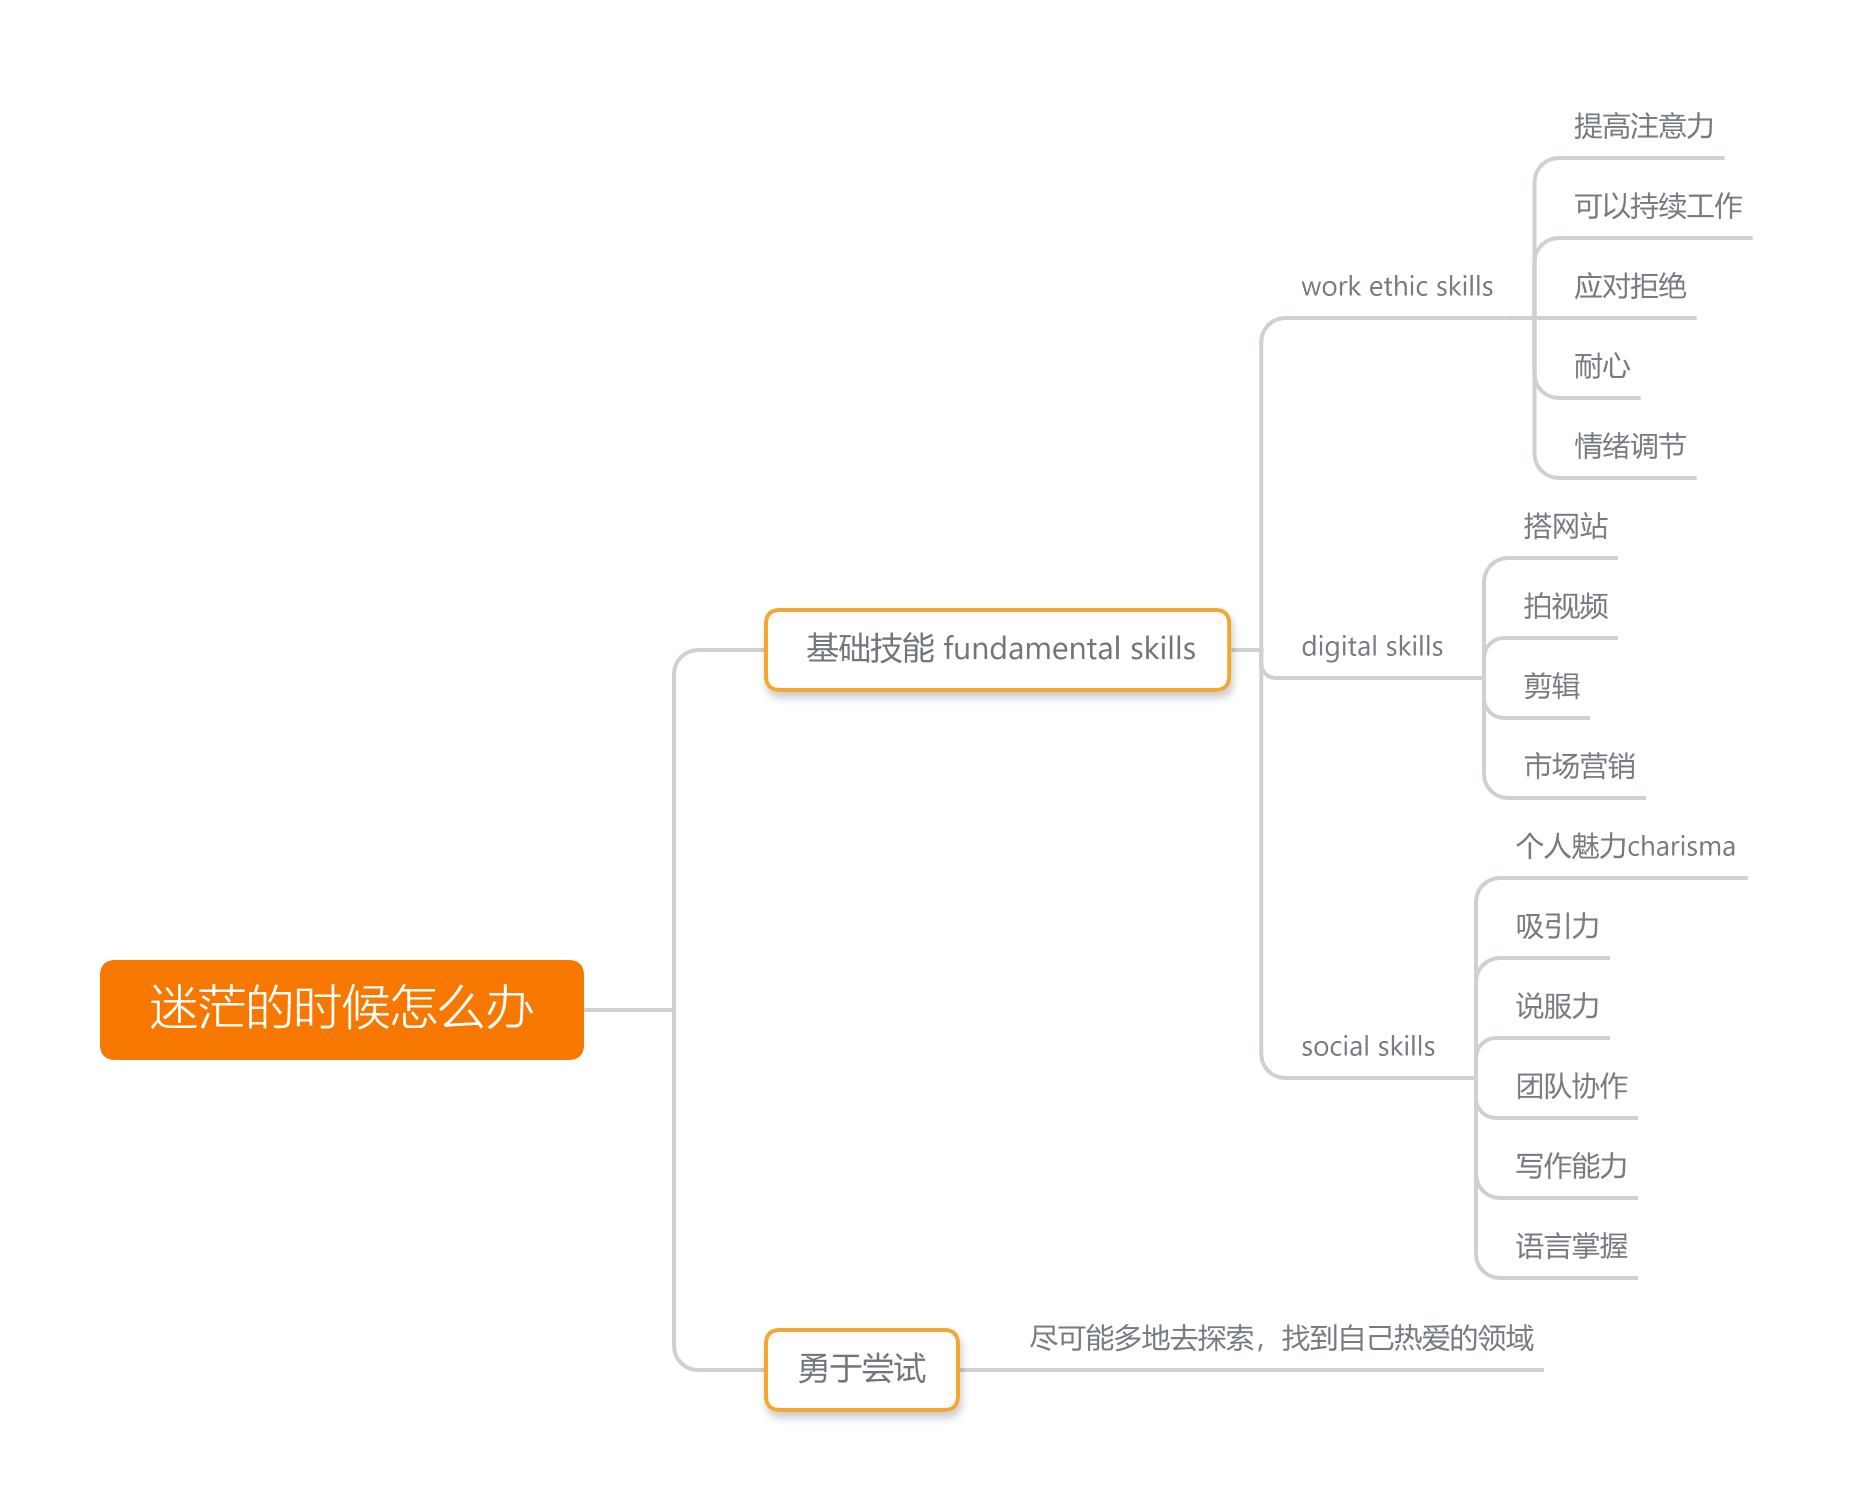 迷茫的时候怎么办
基础技能 fundamental skills
work ethic skills
提高注意力
可以持续工作
应对拒绝
耐心
情绪调节
digital skills
搭网站
拍视频
剪辑
市场营销
social skills
个人魅力charisma
吸引力
说服力
团队协作
写作能力
语言掌握
勇于尝试
尽可能多地去探索，找到自己热爱的领域